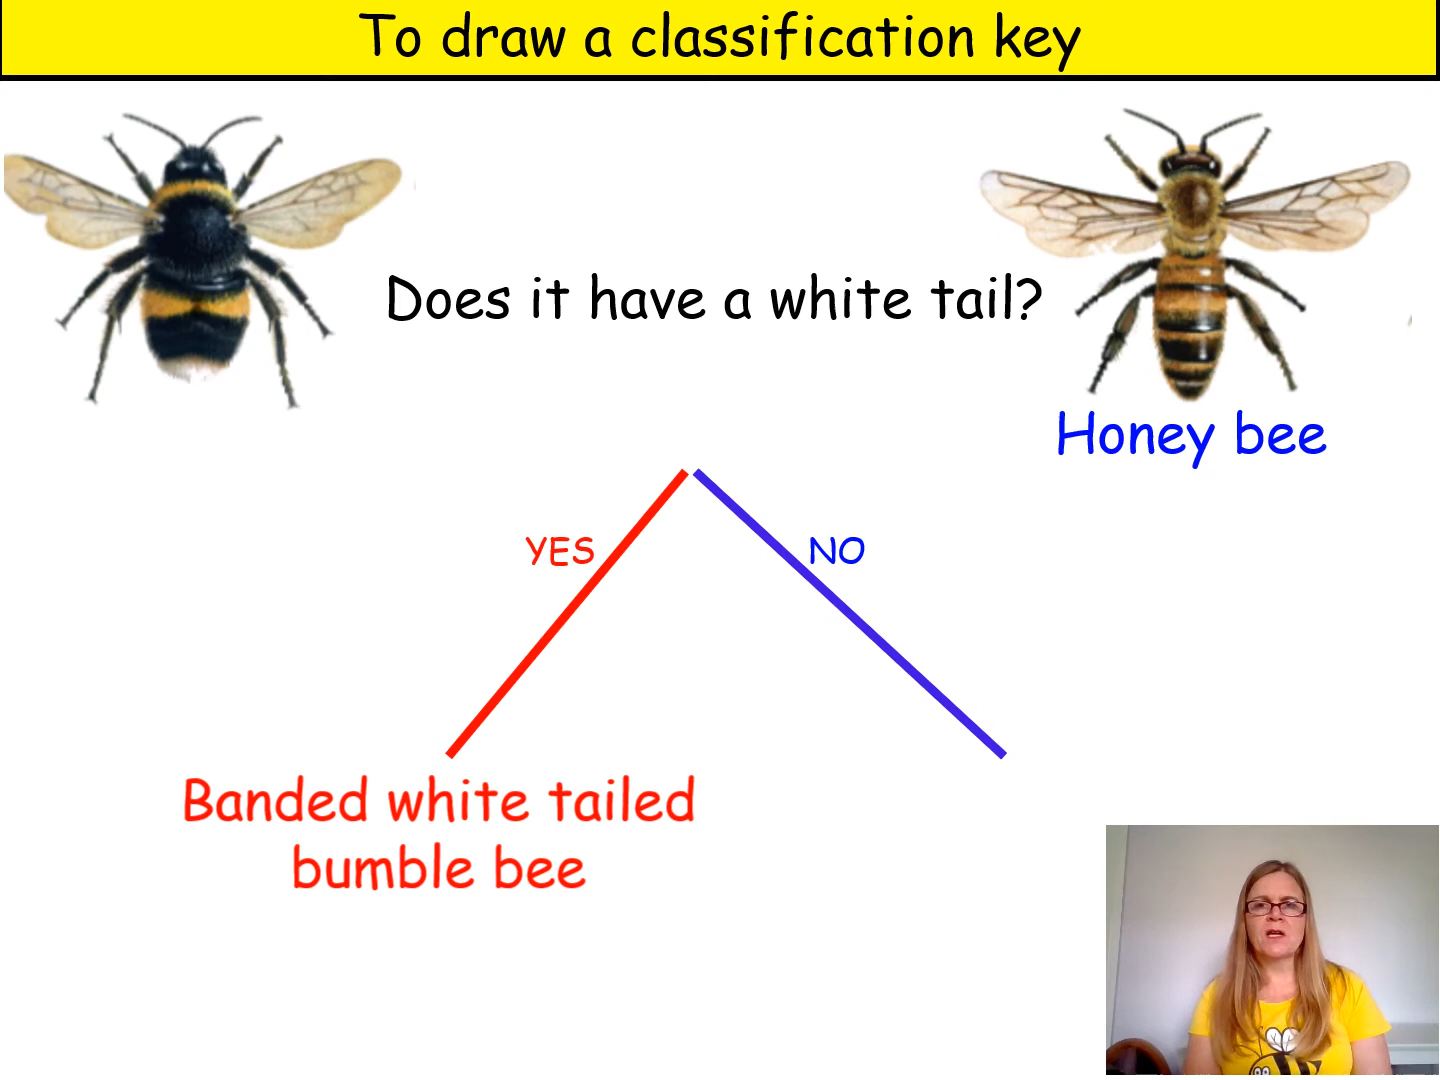 To draw a classification key
Does it have a white tail?
Honey bee
YES
NO
Banded white tailed
bumble bee